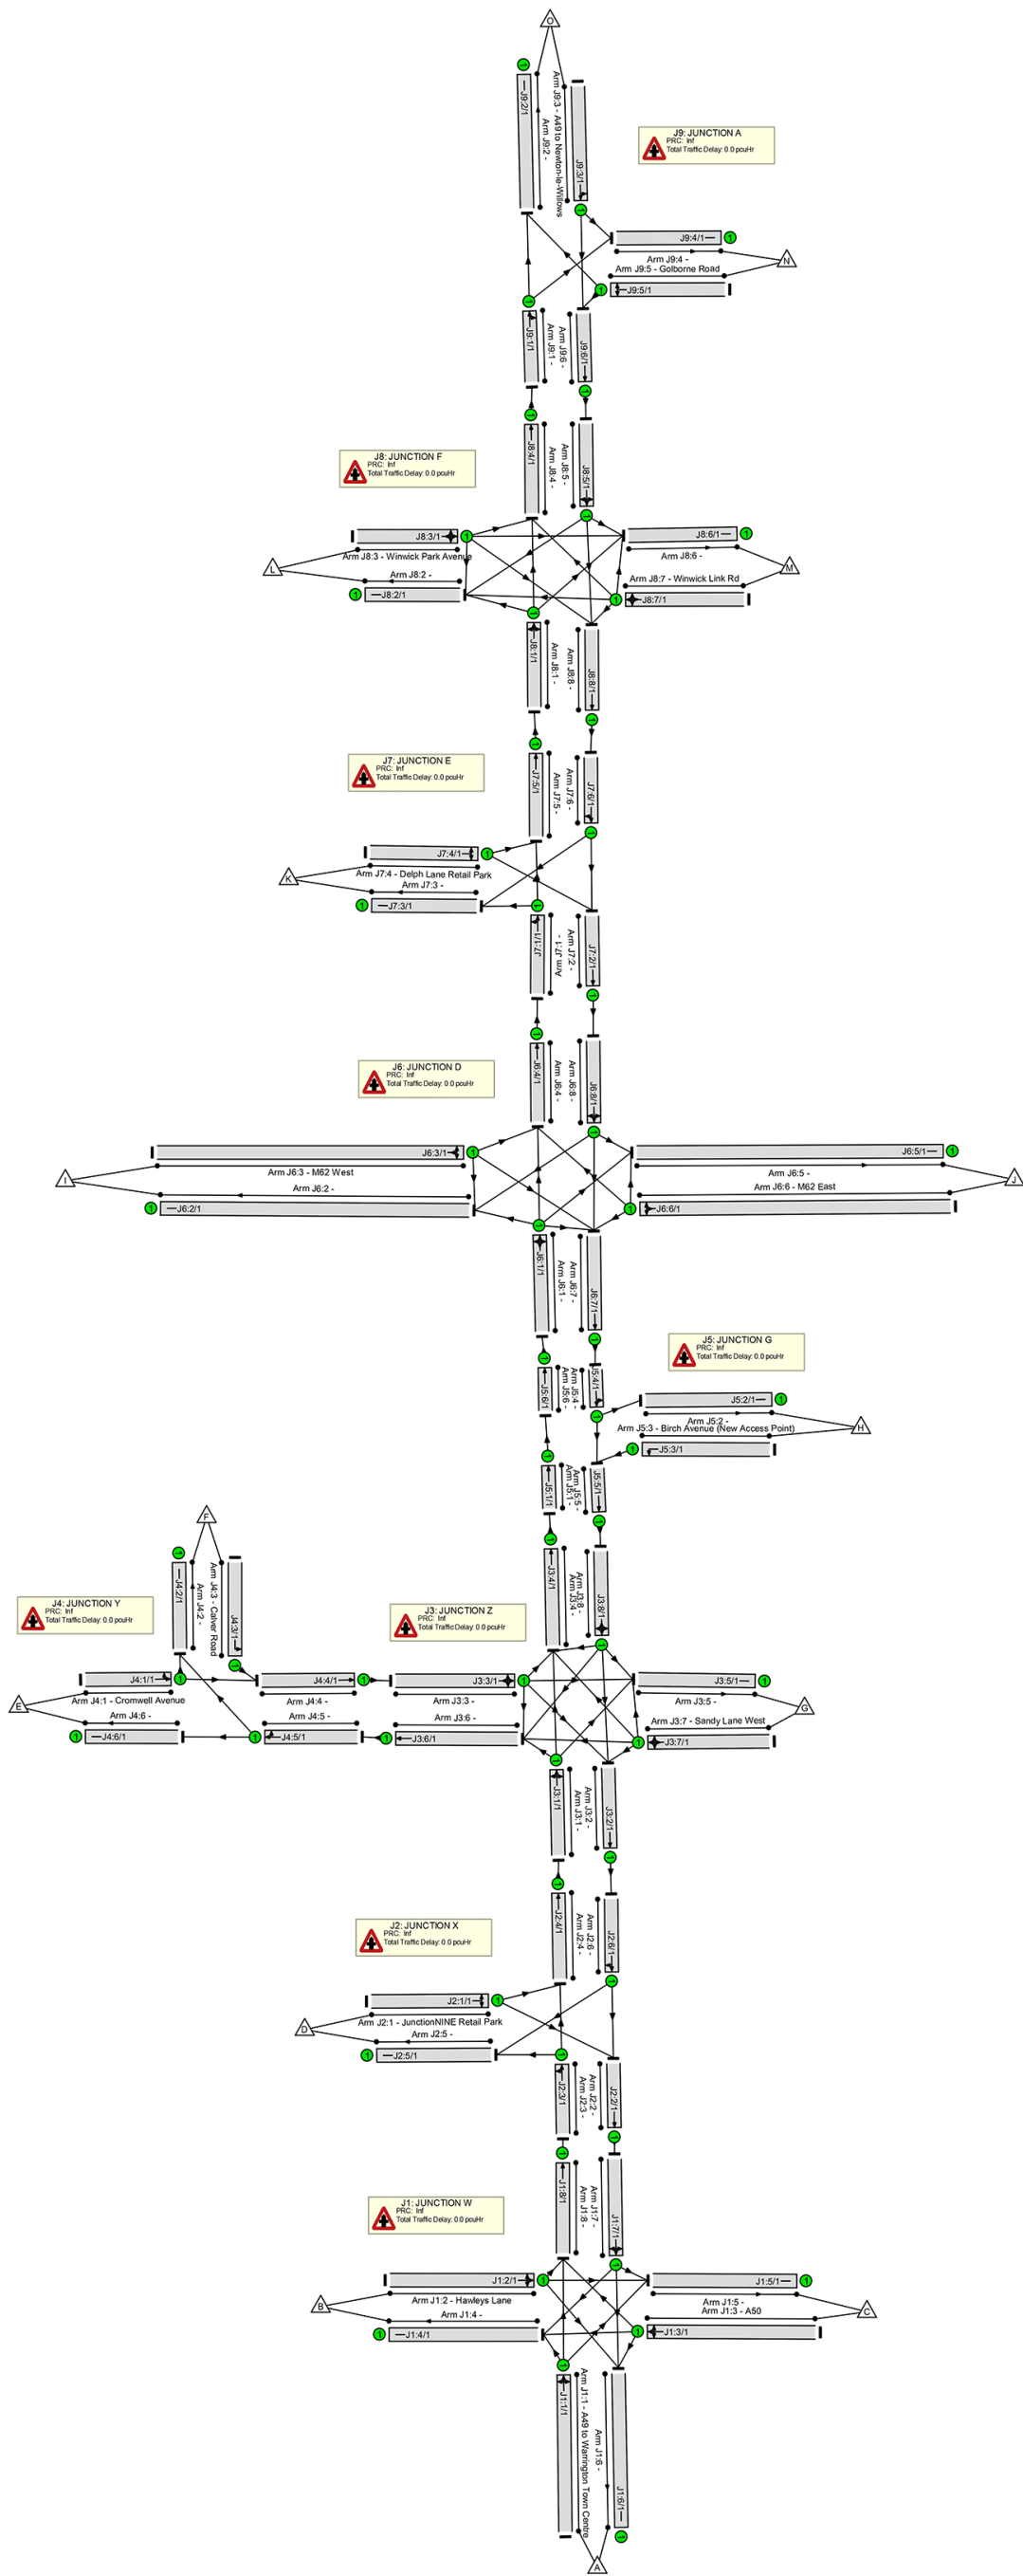 O
J9:2/1
Arm J9:2 -
Arm J9:3 - A49 to Newton-le-Willows
J9:3/1
J9: JUNCTION A
PRC: Inf
Total Traffic Delay: 0.0 pcuHr
J9:4/1
Arm J9:4 -
N
Arm J9:5 - Golborne Road
J9:5/1
J9:1/1
Arm J9:1 -
Arm J9:6 -
J9:6/1
J8: JUNCTION F
PRC: Inf
Total Traffic Delay: 0.0 pcuHr
J8:4/1
Arm J8:4 -
Arm J8:5 -
J8:5/1
J8:3/1
Arm J8:3 - Winwick Park Avenue
L
Arm J8:2 -
J8:2/1
J8:6/1
Arm J8:6 -
M
Arm J8:7 - Winwick Link Rd
J8:7/1
J8:1/1
Arm J8:1 -
Arm J8:8 -
J8:8/1
J7: JUNCTION E
PRC: Inf
Total Traffic Delay: 0.0 pcuHr
J7:5/1
Arm J7:5 -
Arm J7:6 -
J7:6/1
J7:4/1
Arm J7:4 - Delph Lane Retail Park
K
Arm J7:3 -
J7:3/1
J7:1/1
Arm J7:1 -
Arm J7:2 -
J7:2/1
J6: JUNCTION D
PRC: Inf
Total Traffic Delay: 0.0 pcuHr
J6:4/1
Arm J6:4 -
Arm J6:8 -
J6:8/1
J6:3/1
Arm J6:3 - M62 West
I
Arm J6:2 -
J6:2/1
J6:5/1
Arm J6:5 -
J
Arm J6:6 - M62 East
J6:6/1
J6:1/1
Arm J6:1 -
Arm J6:7 -
J6:7/1
J5: JUNCTION G
PRC: Inf
Total Traffic Delay: 0.0 pcuHr
J5:6/1
Arm J5:6 -
Arm J5:4 -
J5:4/1
J5:2/1
Arm J5:2 -
H
Arm J5:3 - Birch Avenue (New Access Point)
J5:3/1
J5:1/1
Arm J5:1 -
Arm J5:5 -
J5:5/1
F
J4:2/1
Arm J4:2 -
Arm J4:3 - Calver Road
J4:3/1
J4: JUNCTION Y
PRC: Inf
Total Traffic Delay: 0.0 pcuHr
J3: JUNCTION Z
PRC: Inf
Total Traffic Delay: 0.0 pcuHr
J3:4/1
Arm J3:4 -
Arm J3:8 -
J3:8/1
J4:1/1
Arm J4:1 - Cromwell Avenue
E
Arm J4:6 -
J4:6/1
J4:4/1
Arm J4:4 -
Arm J4:5 -
J4:5/1
J3:3/1
Arm J3:3 -
Arm J3:6 -
J3:6/1
J3:5/1
Arm J3:5 -
G
Arm J3:7 - Sandy Lane West
J3:7/1
J3:1/1
Arm J3:1 -
Arm J3:2 -
J3:2/1
J2: JUNCTION X
PRC: Inf
Total Traffic Delay: 0.0 pcuHr
J2:4/1
Arm J2:4 -
Arm J2:6 -
J2:6/1
J2:1/1
Arm J2:1 - JunctionNINE Retail Park
D
Arm J2:5 -
J2:5/1
J2:3/1
Arm J2:3 -
Arm J2:2 -
J2:2/1
J1: JUNCTION W
PRC: Inf
Total Traffic Delay: 0.0 pcuHr
J1:8/1
Arm J1:8 -
Arm J1:7 -
J1:7/1
J1:2/1
Arm J1:2 - Hawleys Lane
B
Arm J1:4 -
J1:4/1
J1:5/1
Arm J1:5 -
C
Arm J1:3 - A50
J1:3/1
J1:1/1
Arm J1:1 - A49 to Warrington Town Centre
Arm J1:6 -
J1:6/1
A